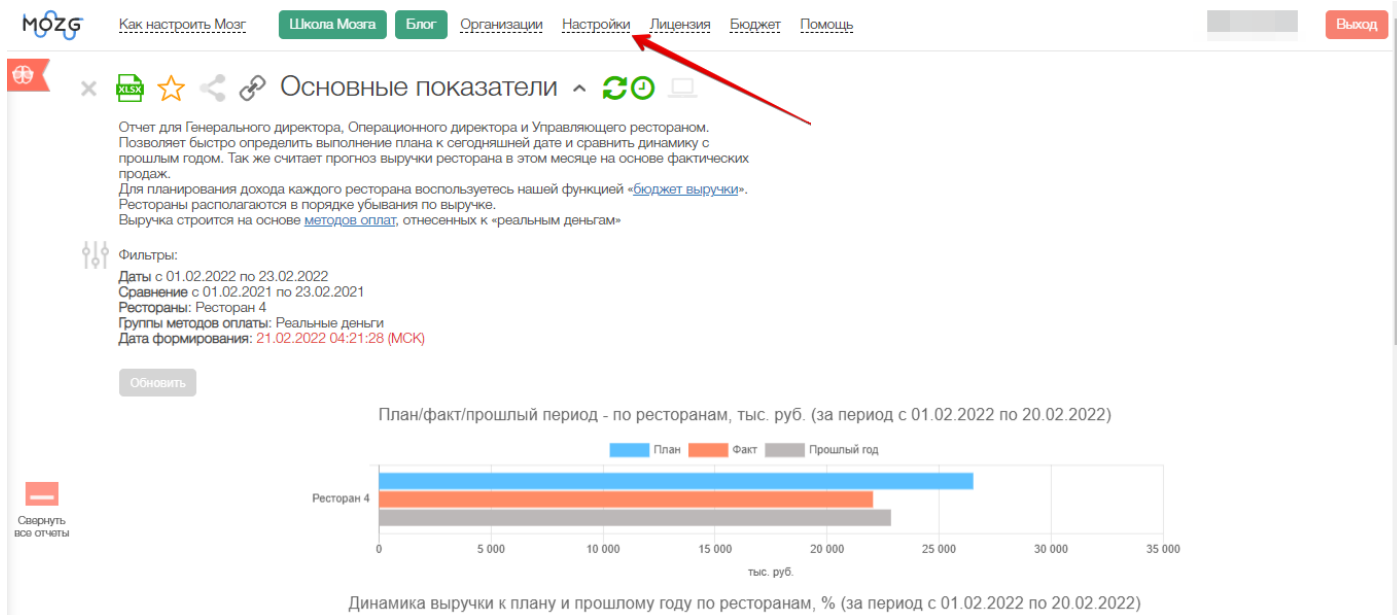 MOZG Как настроить Мозг Школа Мозга Блог Организации Настройки Лицензия Бюджет Помощь Выход
XLSX Основные показатели
Отчет для Генерального директора, Операционного директора и Управляющего рестораном.
Позволяет быстро определить выполнение плана к сегодняшней дате и сравнить динамику с
прошлым годом. Так же считает прогноз выручки ресторана в этом месяце на основе фактических
продаж.
Для планирования дохода каждого ресторана воспользуетесь нашей функцией «бюджет выручки».
Рестораны располагаются в порядке убывания по выручке.
Выручка строится на основе методов оплат, отнесенных к «реальным деньгам»
Фильтры:
Даты с 01.02.2022 по 23.02.2022
Сравнение с 01.02.2021 по 23.02.2021
Рестораны: Ресторан 4
Группы методов оплаты: Реальные деньги
Дата формирования: 21.02.2022 04:21:28 (МСК)
Обновить
План/факт/прошлый период - по ресторанам, тыс. руб. (за период с 01.02.2022 по 20.02.2022)
План Факт Прошлый год
Ресторан 4
Свернуть
все отчеты
0 5 000 10 000 15 000 20 000 25 000 30 000 35 000
тыс. руб.
Динамика выручки к плану и прошлому году по ресторанам, % (за период с 01.02.2022 по 20.02.2022)